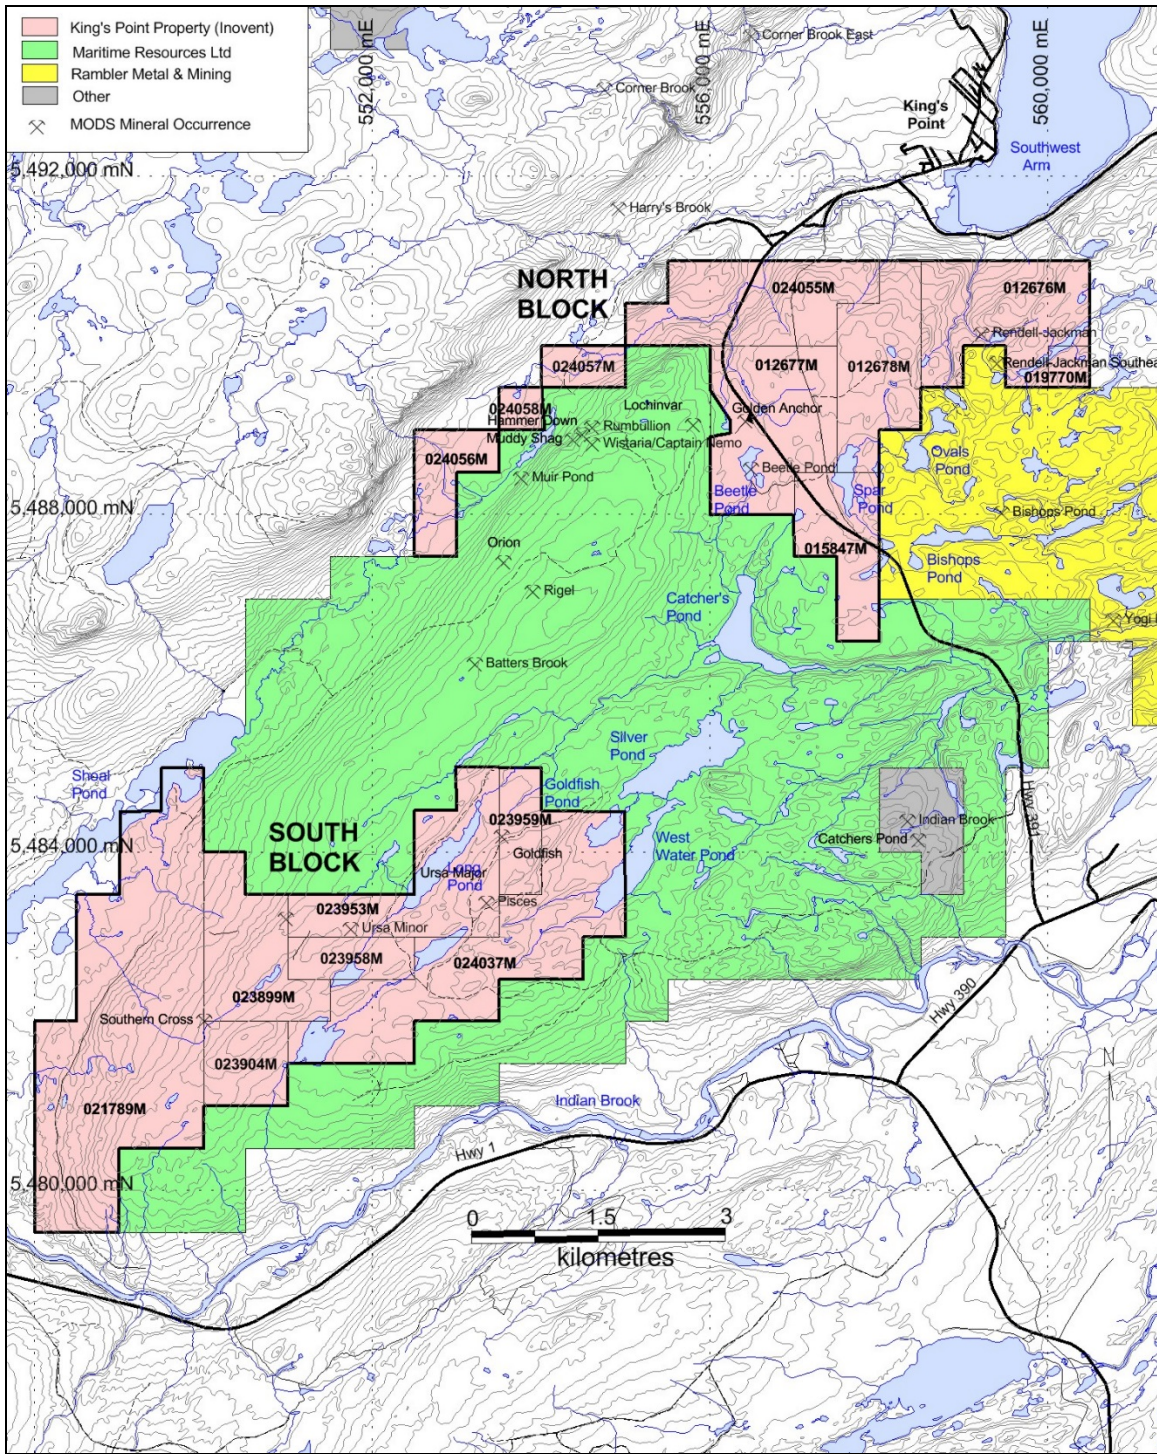 King's Point Property (Inovent)
Maritime Resources Ltd
Rambler Metal & Mining
Other
MODS Mineral Occurrence
552,000 mE
556,000 mE
560,000 mE
Corner Brook East
Corner Brook
King's
Point
Southwest
Arm
5,492,000 mN
Harry's Brook
NORTH
BLOCK
024055M
012676M
Rendell-Jackman
024057M
012677M
012678M
019770M
024058M
Lochinvar
Golden Anchor
Hammer Down
Rumbullion
Muddy Shag
Wistaria/Captain Nemo
024056M
Ovals
Pond
Muir Pond
Beetle Pond
Beetle
Pond
Spar
Pond
5,488,000 mN
Bishops Pond
015847M
Bishops
Pond
Orion
Rigel
Catcher's
Pond
Batters Brook
Silver
Pond
Sheal
Pond
Goldfish
Pond
Hwy 391
SOUTH
BLOCK
023959M
Indian Brook
Catchers Pond
5,484,000 mN
West
Water Pond
Goldfish
Ursa Major
Long
Pond
Pisces
023953M
Ursa Minor
023958M
024037M
023899M
Southern Cross
Hwy 390
023904M
N
021789M
Indian Brook
Hwy 1
5,480,000 mN
0 1.5 3
kilometres